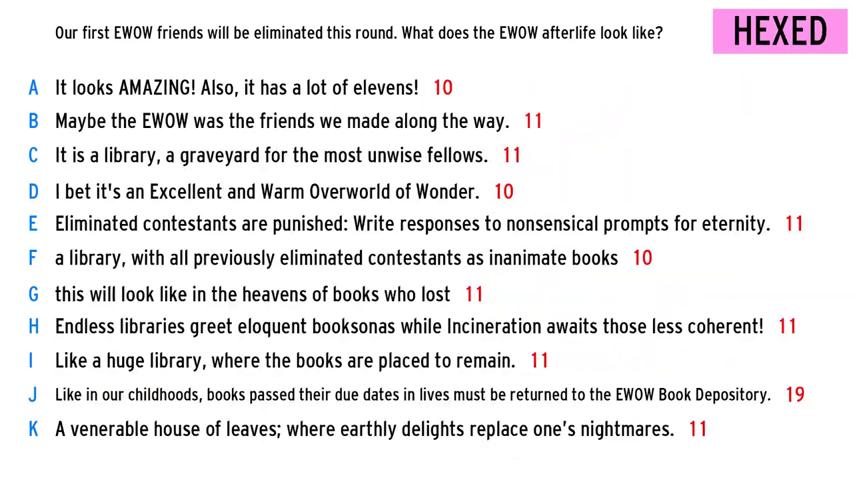 Our first EWOW friends will be eliminated this round. What does the EWOW afterlife look like?
HEXED
A It looks AMAZING! Also, it has a lot of elevens! 10
B Maybe the EWOW was the friends we made along the way. 11
C It is a library, a graveyard for the most unwise fellows. 11
D I bet it's an Excellent and Warm Overworld of Wonder. 10
E Eliminated contestants are punished: Write responses to nonsensical prompts for eternity. 11
F a library, with all previously eliminated contestants as inanimate books 10
G this will look like in the heavens of books who lost 11
H Endless libraries greet eloquent booksonas while Incineration awaits those less coherent! 11
I Like a huge library, where the books are placed to remain. 11
J Like in our childhoods, books passed their due dates in lives must be returned to the EWOW Book Depository. 19
K A venerable house of leaves; where earthly delights replace one’s nightmares. 11